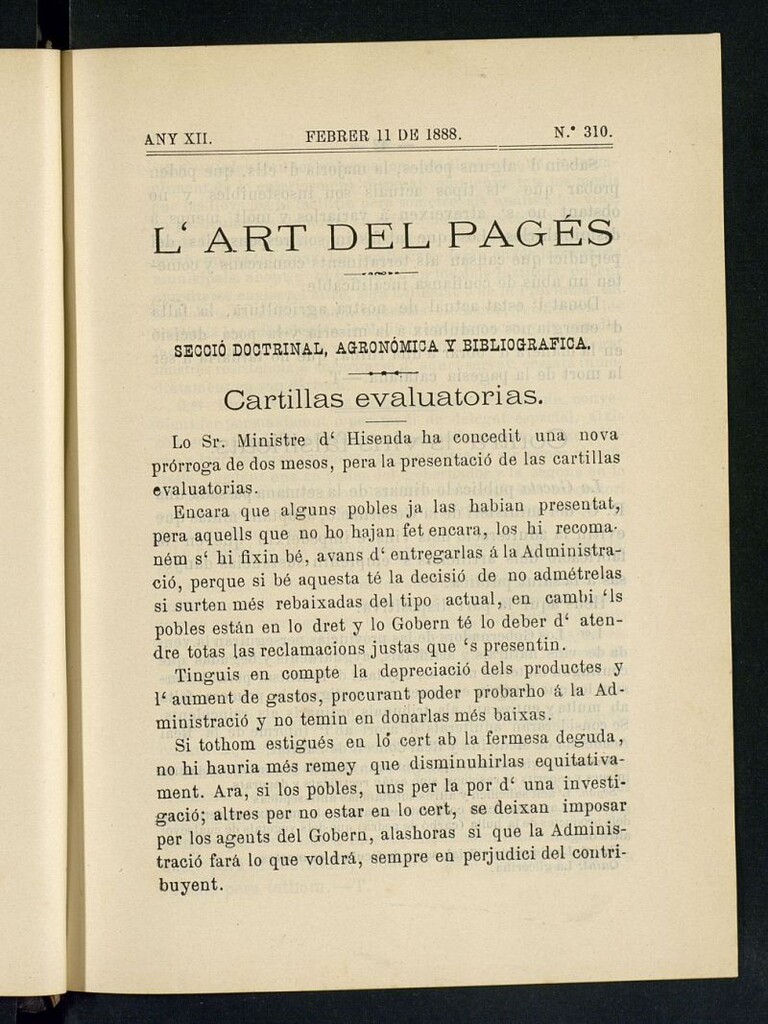 ANY XII. FEBRER 11 DE 1888. N.º 310.
L‘ ART DEL PAGÉS
SECCIÓ DOCTRINAL, AGRONÓMICA Y BIBLIOGRAFICA.
Cartillas evaluatorias.
Lo Sr. Ministre d‘ Hisenda ha concedit una nova
prórroga de dos mesos, pera la presentació de las cartillas
evaluatorias.
Encara que alguns pobles ja las habian presentat,
pera aquells que no ho hajan fet encara, los hi recoma-
ném s‘ hi fixin bé, avans d‘ entregarlas á la Administra-
ció, perque si bé aquesta té la decisió de no admétrelas
si surten més rebaixadas del tipo actual, en cambi ‘ls
pobles están en lo dret y lo Gobern té lo deber d‘ aten-
dre totas las reclamacions justas que ‘s presentin.
Tinguis en compte la depreciació dels productes y
l‘ aument de gastos, procurant poder probarho á la Ad-
ministració y no temin en donarlas més baixas.
Si tothom estigués en ló cert ab la fermesa deguda,
no hi hauria més remey que disminuhirlas equitativa-
ment. Ara, si los pobles, uns per la por d‘ una investi-
gació; altres per no estar en lo cert, se deixan imposar
per los agents del Gobern, alashoras si que la Adminis-
tració fará lo que voldrá, sempre en perjudici del contri-
buyent.